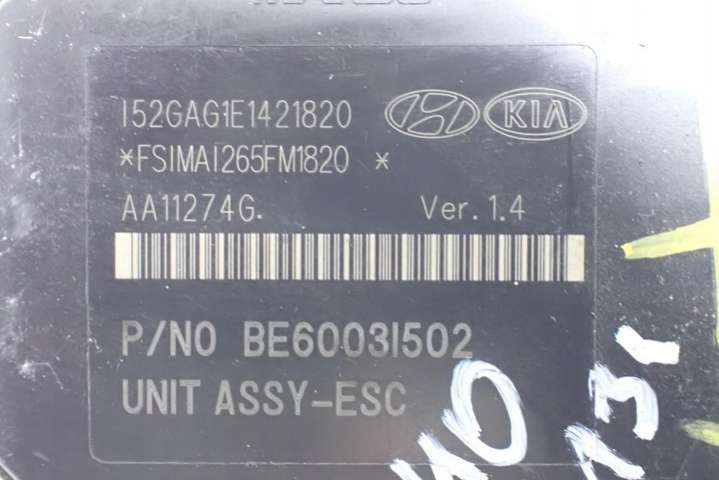 I52GAG1E1421820 KIA
*FSIMAI265FM1820 *
AA11274G. Ver. 1.4
P/NO BE6003I502
UNIT ASSY-ESC